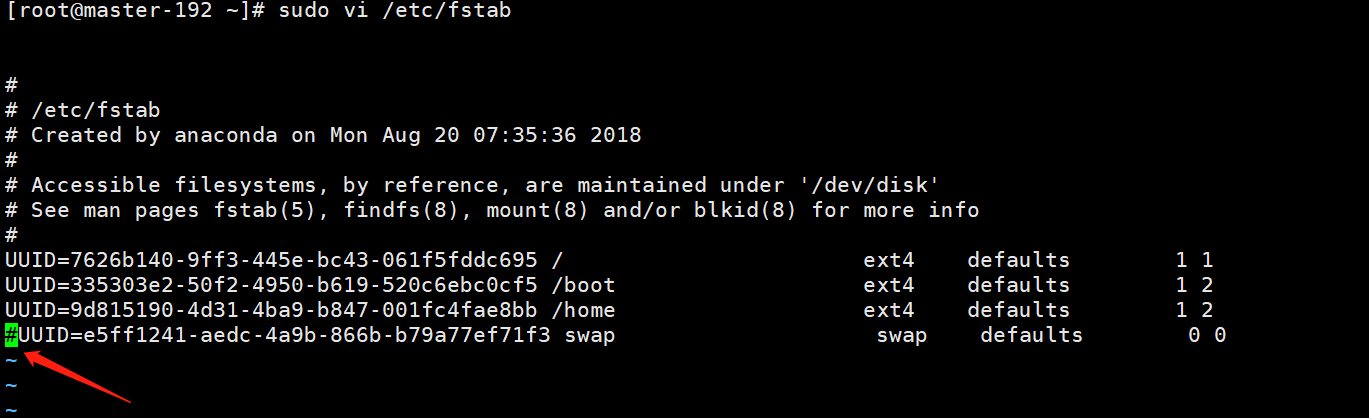 [root@master-192 ~]# sudo vi /etc/fstab
#
# /etc/fstab
# Created by anaconda on Mon Aug 20 07:35:36 2018
#
# Accessible filesystems, by reference, are maintained under '/dev/disk'
# See man pages fstab(5), findfs(8), mount(8) and/or blkid(8) for more info
#
UUID=7626b140-9ff3-445e-bc43-061f5fddc695 /                       ext4    defaults        1 1
UUID=335303e2-50f2-4950-b619-520c6ebc0cf5 /boot                   ext4    defaults        1 2
UUID=9d815190-4d31-4ba9-b847-001fc4fae8bb /home                   ext4    defaults        1 2
#UUID=e5ff1241-aedc-4a9b-866b-b79a77ef71f3 swap                    swap    defaults        0 0
~
~
~